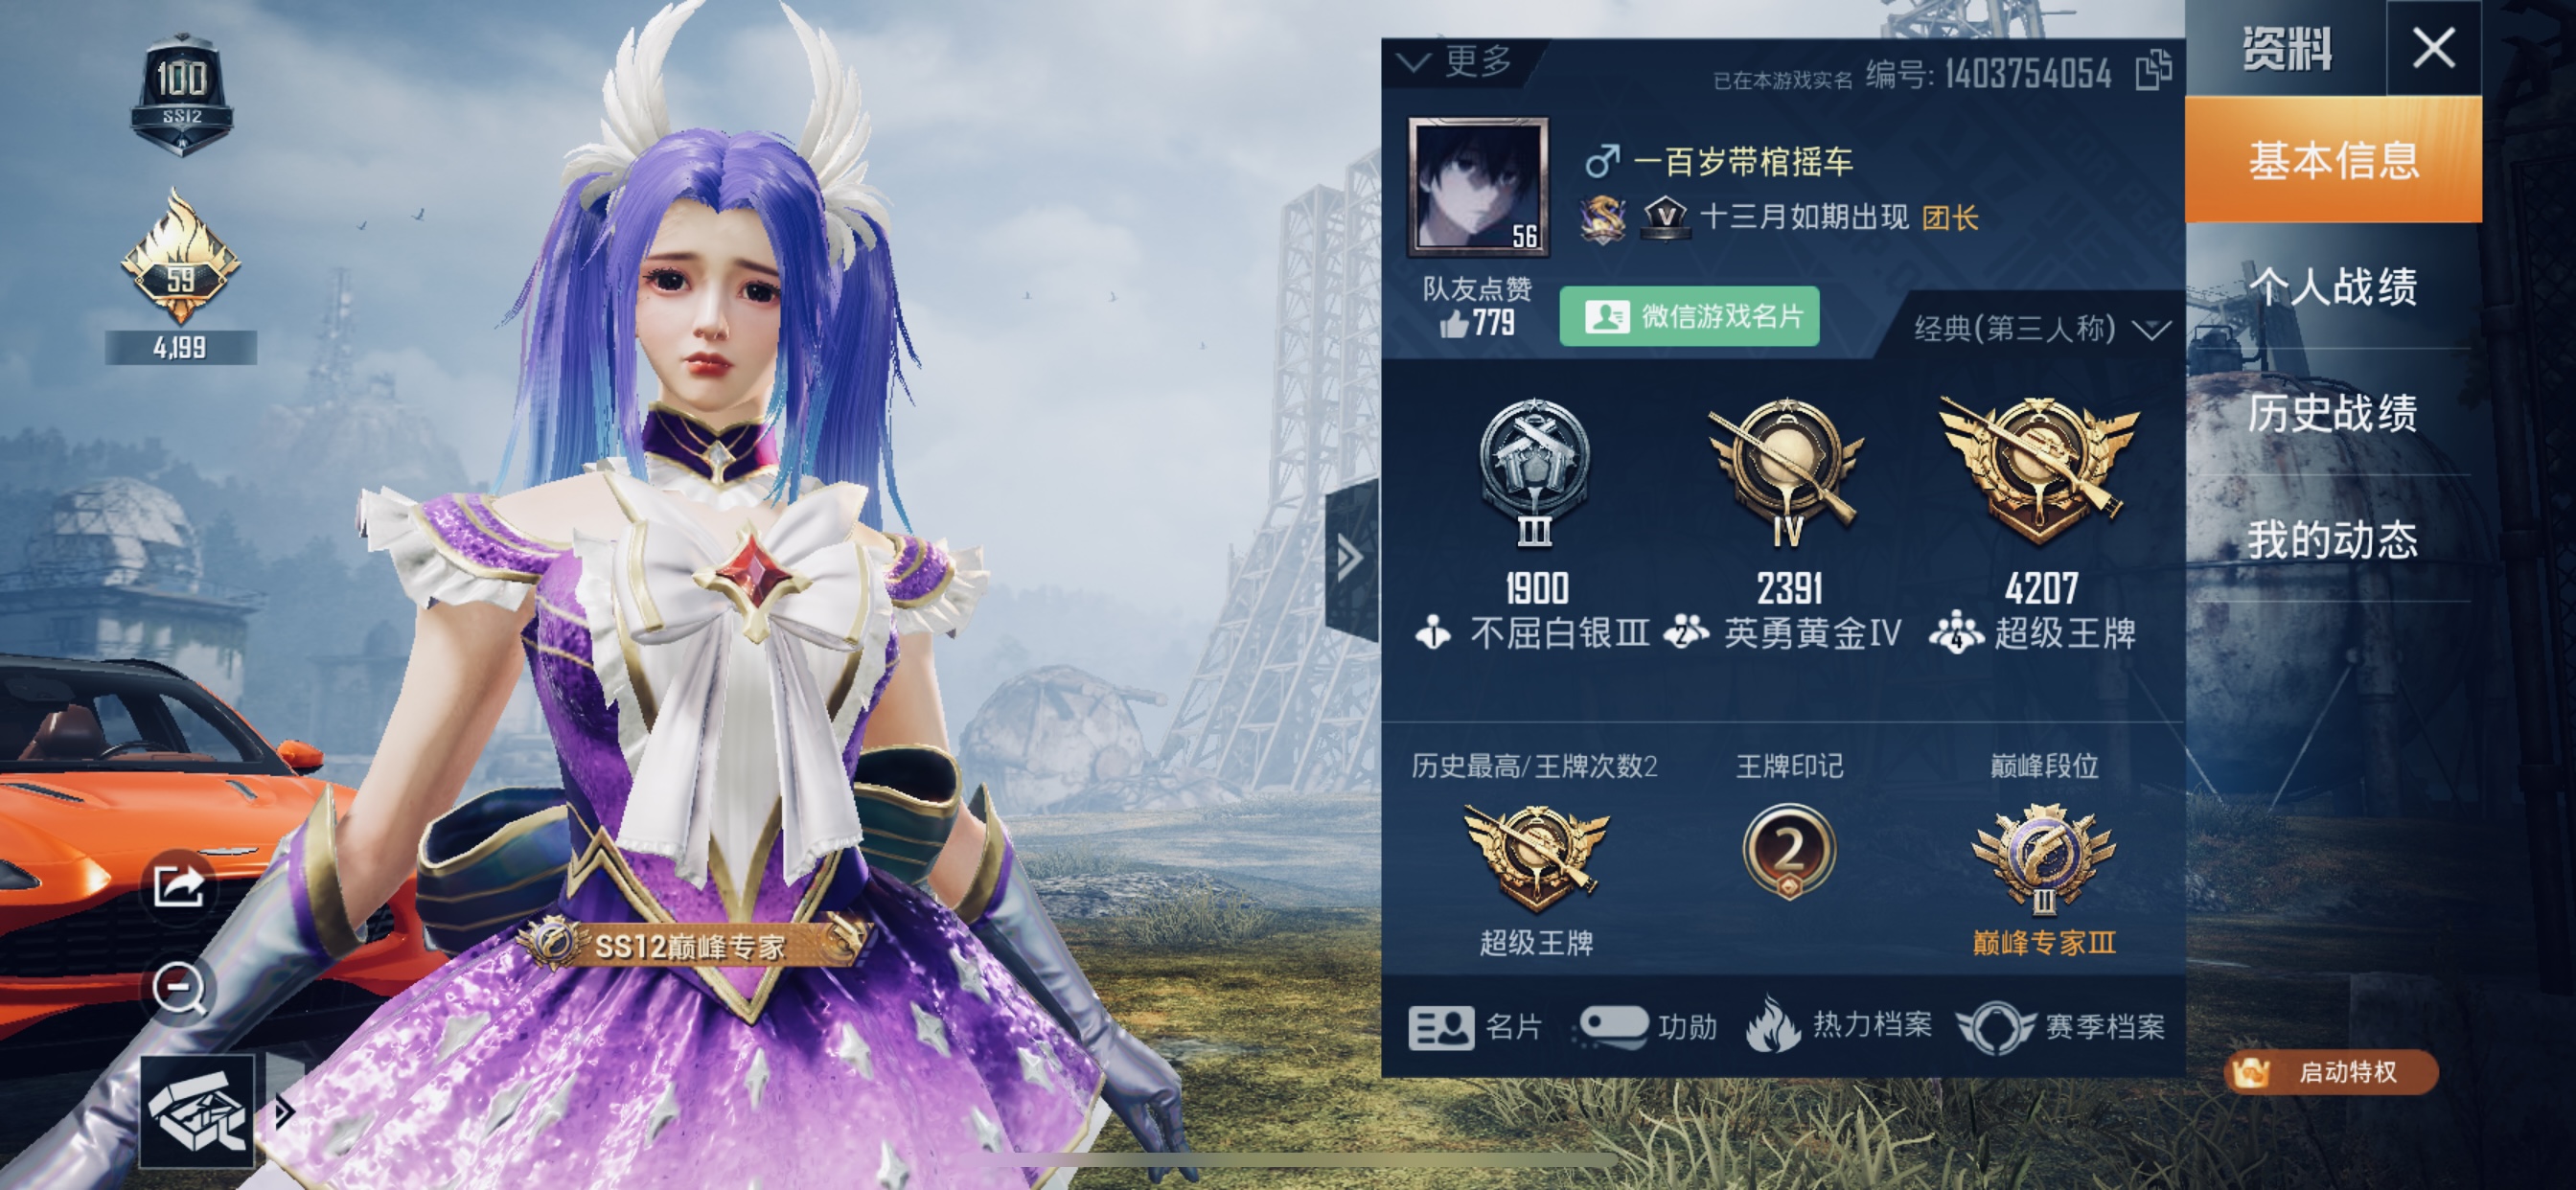 100
SS12
59
4,199
SS12巅峰专家
更多
已在本游戏实名 编号: 1403754054
一百岁带棺摇车
V 十三月如期出现 团长
56
队友点赞
779
微信游戏名片
经典(第三人称)
III IV
1900 2391 4207
1 不屈白银III 2 英勇黄金IV 4 超级王牌
历史最高/王牌次数2 王牌印记 巅峰段位
2
III
超级王牌 巅峰专家III
名片 功勋 热力档案 赛季档案
资料
基本信息
个人战绩
历史战绩
我的动态
启动特权